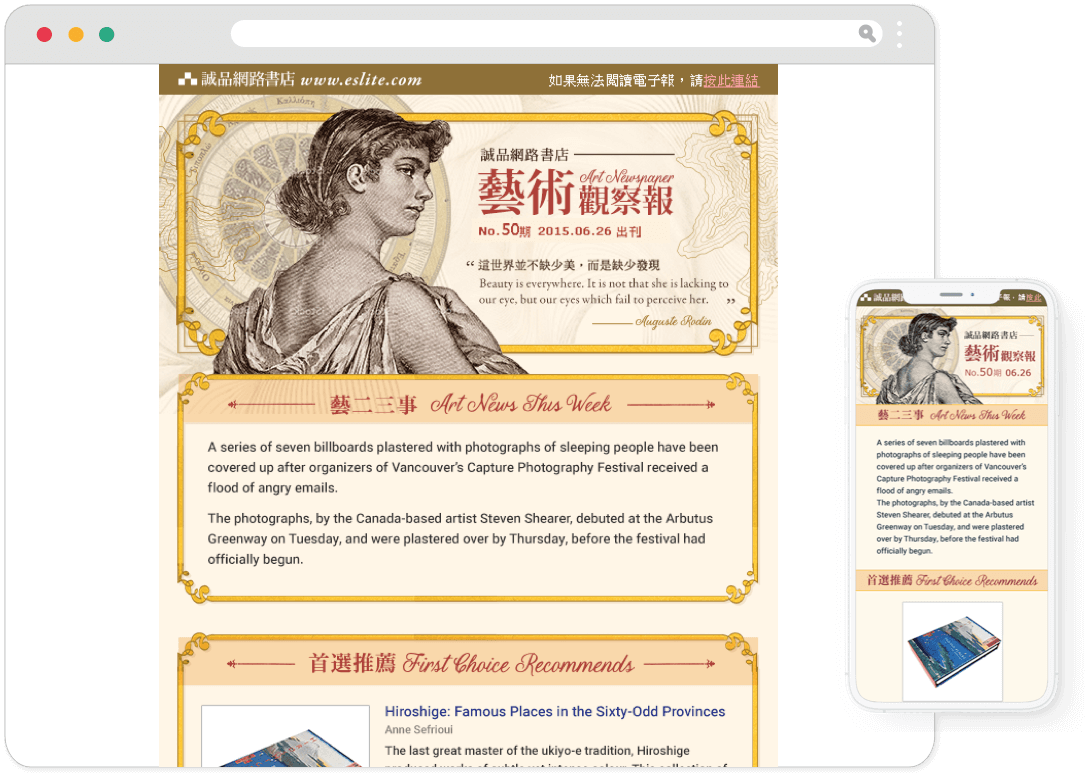 誠品網路書店 www.eslite.com
如果無法閱讀電子報，請按此連結
Καλλιόπη
誠品網路書店
Art Newspaper
藝術觀察報
No.50期 2015.06.26 出刊
“ 這世界並不缺少美，而是缺少發現
Beauty is everywhere. It is not that she is lacking to
our eye, but our eyes which fail to perceive her. ”
Auguste Rodin
藝二三事 Art News This Week
A series of seven billboards plastered with photographs of sleeping people have been
covered up after organizers of Vancouver’s Capture Photography Festival received a
flood of angry emails.
The photographs, by the Canada-based artist Steven Shearer, debuted at the Arbutus
Greenway on Tuesday, and were plastered over by Thursday, before the festival had
officially begun.
首選推薦 First Choice Recommends
Hiroshige: Famous Places in the Sixty-Odd Provinces
Anne Sefrioui
The last great master of the ukiyo-e tradition, Hiroshige
誠品網
報，請按此
誠品網路書店
藝術觀察報
No.50期 06.26
藝二三事 Art News This Week
A series of seven billboards plastered with
photographs of sleeping people have been
covered up after organizers of Vancouver’s
Capture Photography Festival received a
flood of angry emails.
The photographs, by the Canada-based artist
Steven Shearer, debuted at the Arbutus
Greenway on Tuesday, and were plastered
over by Thursday, before the festival had
officially begun.
首選推薦 First Choice Recommends